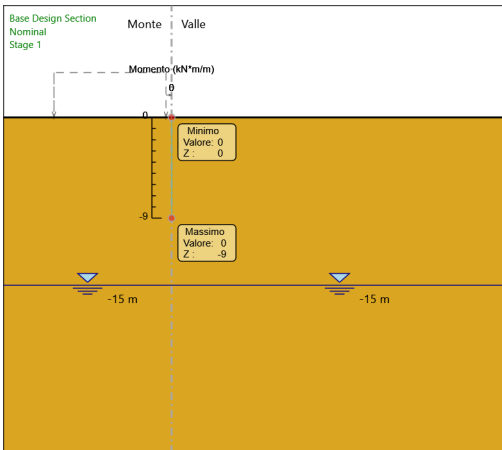 Base Design Section
Nominal
Stage 1
Monte Valle
Momento (kN*m/m)
0
0
Minimo
Valore: 0
Z : 0
-9
Massimo
Valore: 0
Z : -9
-15 m
-15 m